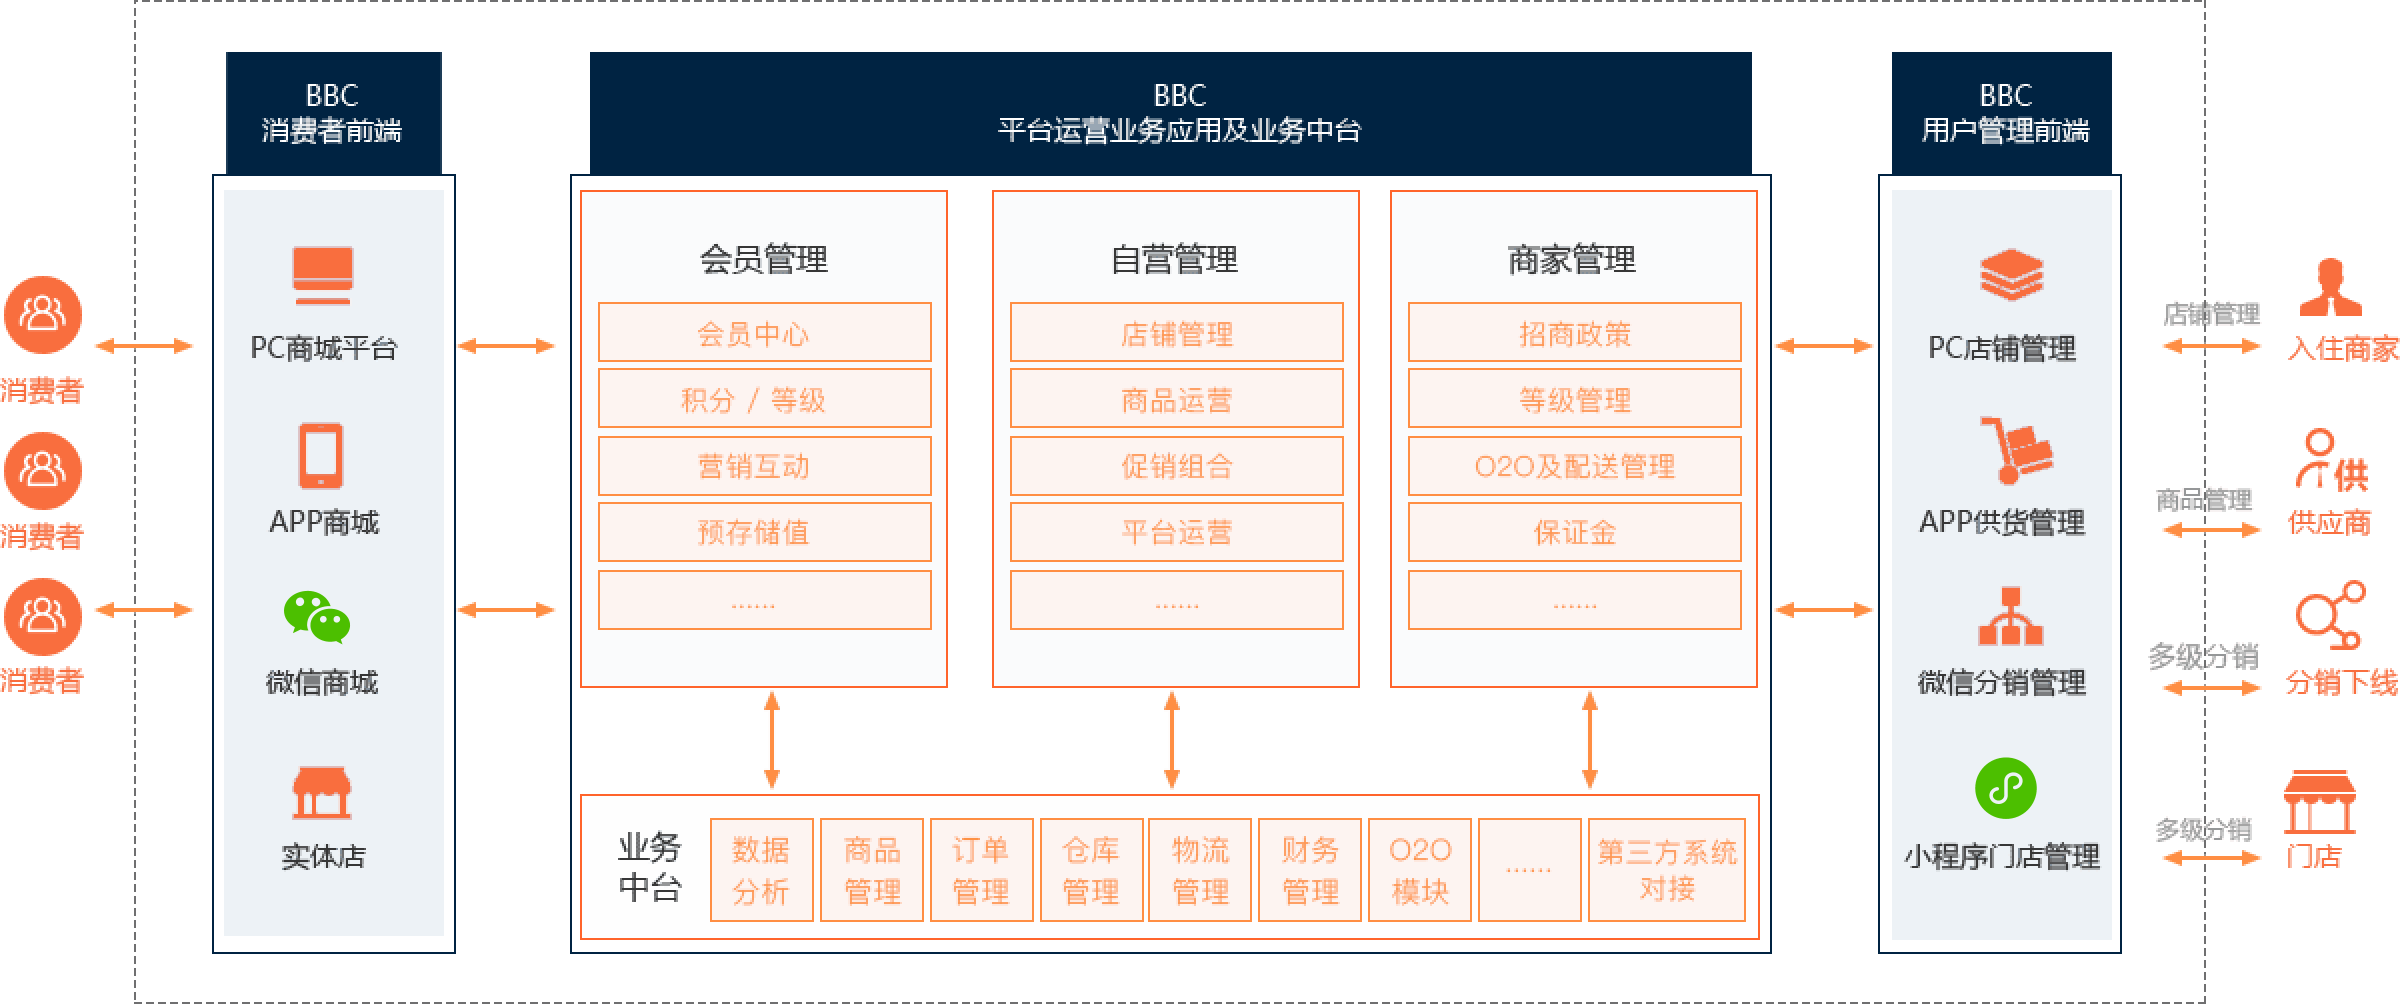 BBC
消费者前端
BBC
平台运营业务应用及业务中台
BBC
用户管理前端
消费者
消费者
消费者
PC商城平台
APP商城
微信商城
实体店
会员管理
会员中心
积分 / 等级
营销互动
预存储值
......
自营管理
店铺管理
商品运营
促销组合
平台运营
......
商家管理
招商政策
等级管理
O2O及配送管理
保证金
......
业务
中台
数据
分析
商品
管理
订单
管理
仓库
管理
物流
管理
财务
管理
O2O
模块
......
第三方系统
对接
PC店铺管理
APP供货管理
微信分销管理
小程序门店管理
店铺管理
入住商家
商品管理
供
供应商
多级分销
分销下线
多级分销
门店